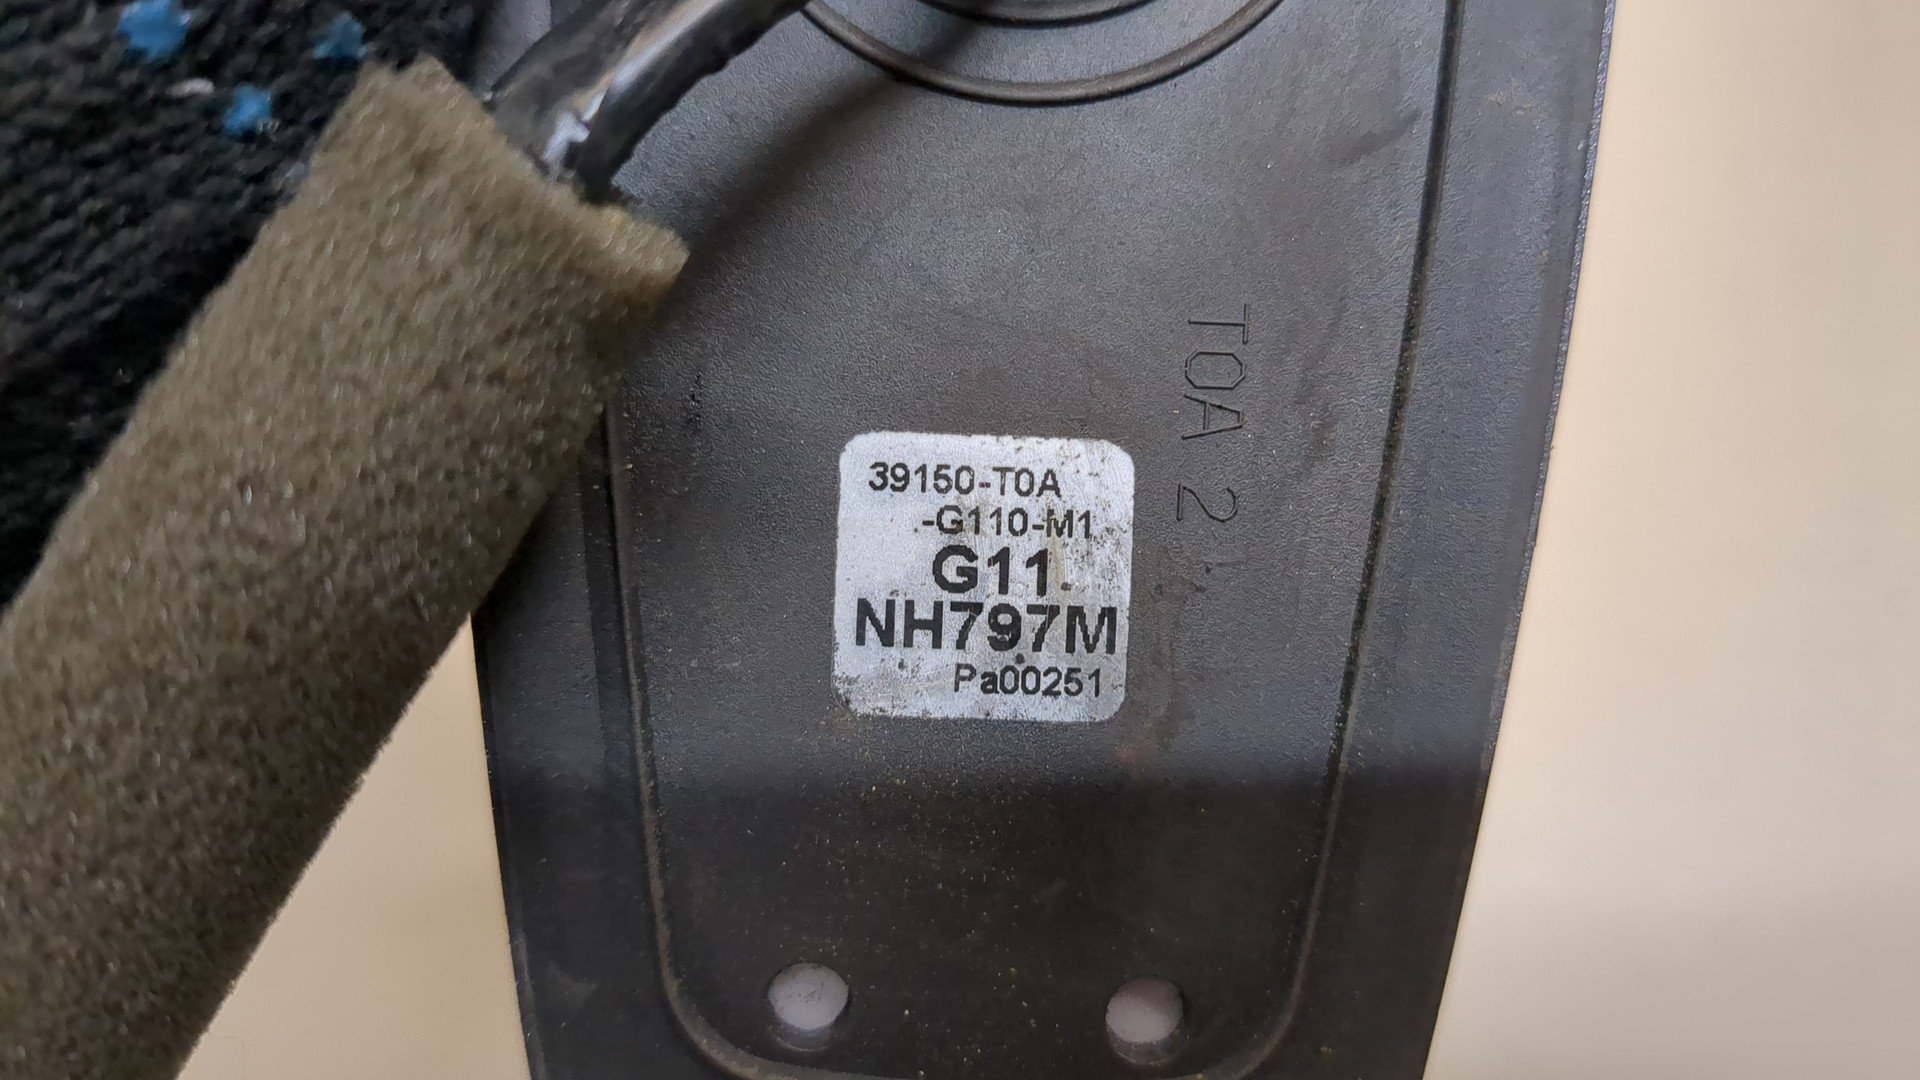 39150-T0A
-G110-M1
G11
NH797M
Pa00251
T0A 2